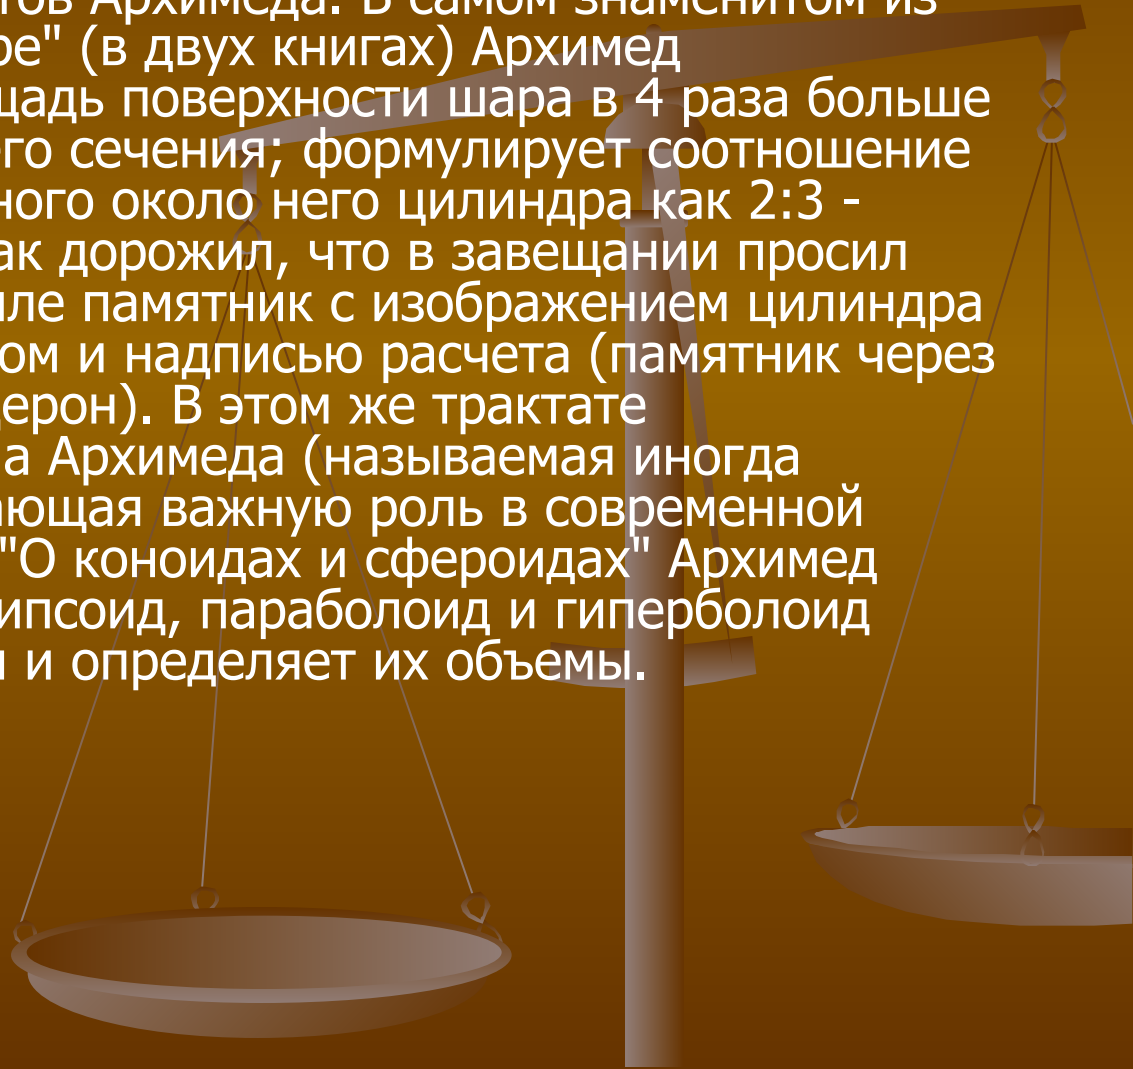 тов Архимеда. В самом знаменитом из
ре" (в двух книгах) Архимед
щадь поверхности шара в 4 раза больше
его сечения; формулирует соотношение
ного около него цилиндра как 2:3 -
ак дорожил, что в завещании просил
иле памятник с изображением цилиндра
ом и надписью расчета (памятник через
ерон). В этом же трактате
а Архимеда (называемая иногда
ающая важную роль в современной
"О коноидах и сфероидах" Архимед
ипсоид, параболоид и гиперболоид
и и определяет их объемы.